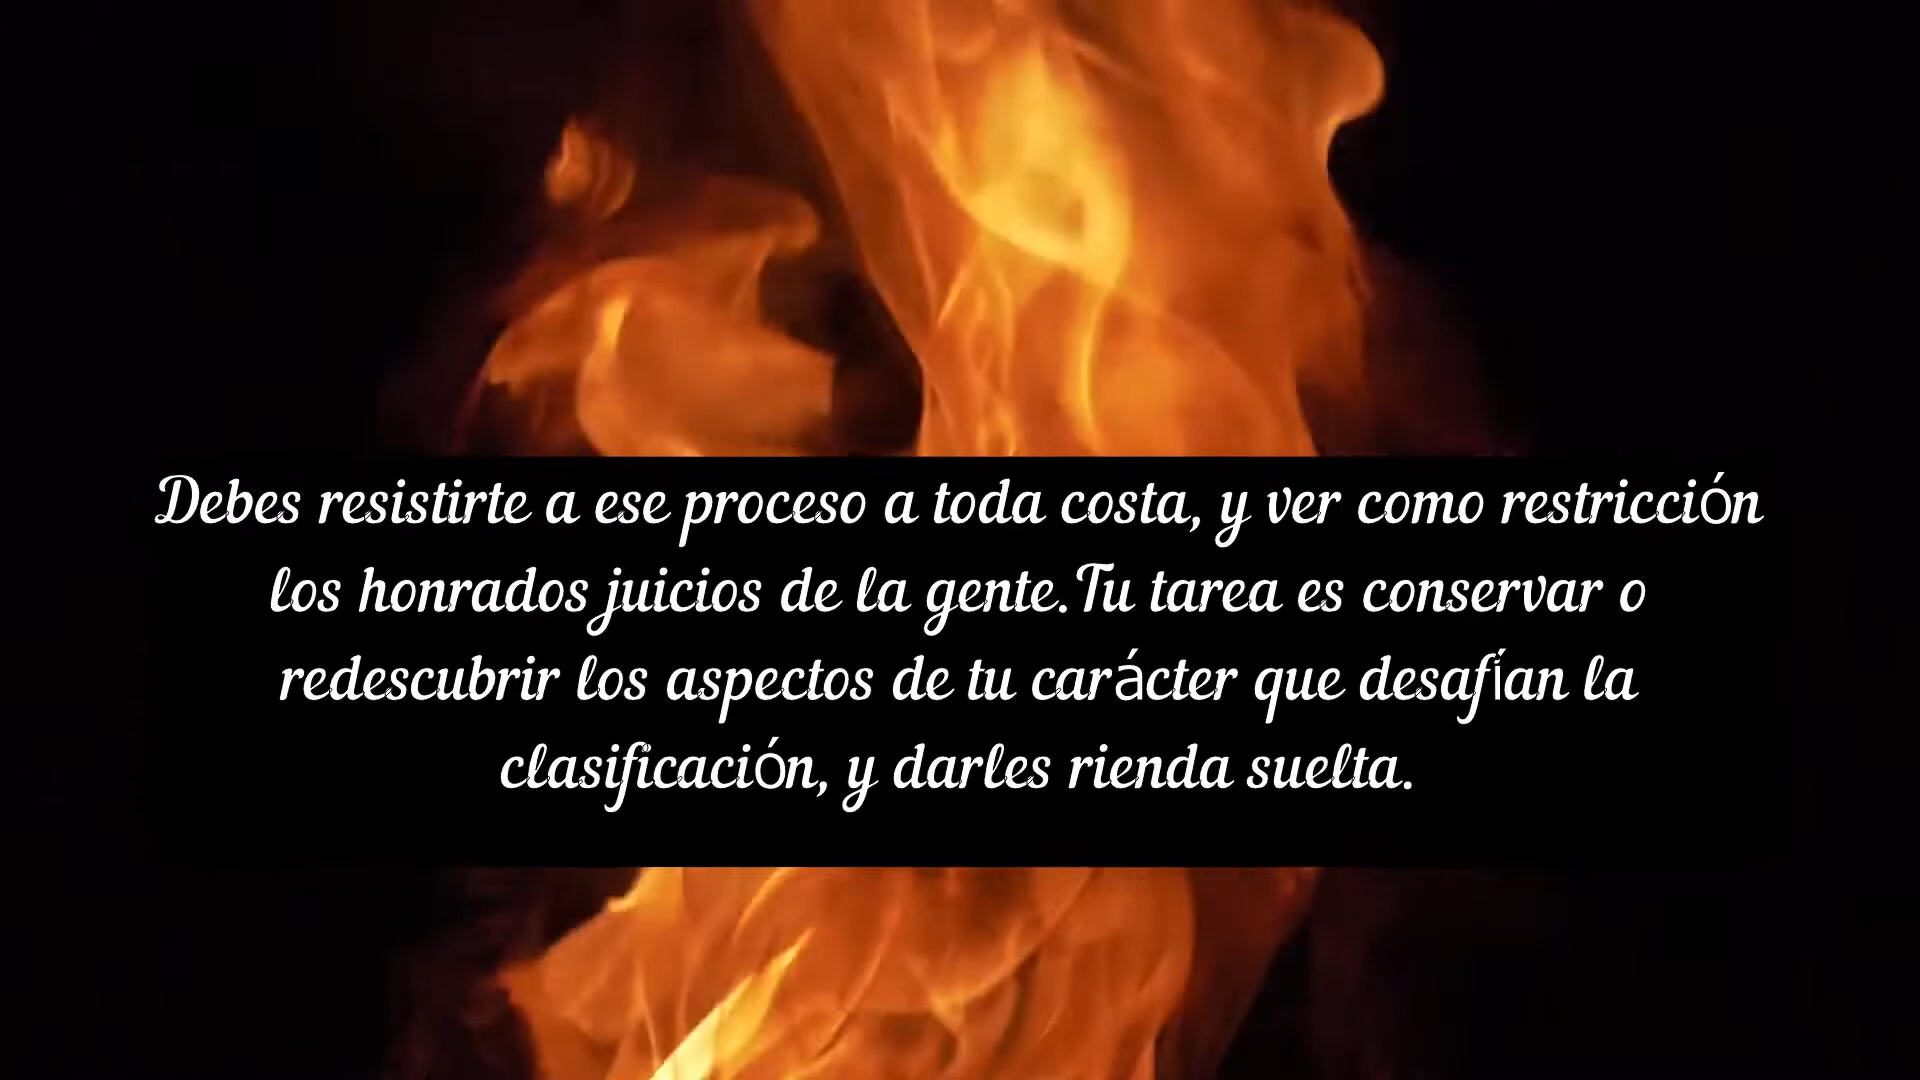 Debes resistirte a ese proceso a toda costa, y ver como restricción
los honrados juicios de la gente.Tu tarea es conservar o
redescubrir los aspectos de tu carácter que desafían la
clasificación, y darles rienda suelta.